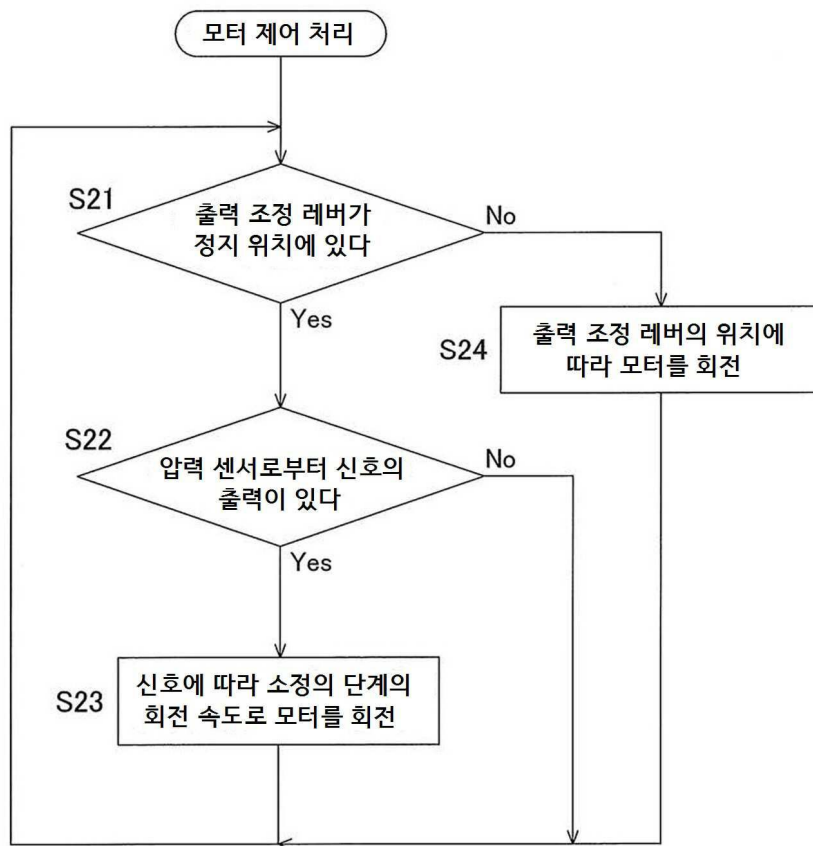 모터 제어 처리
S21
출력 조정 레버가
정지 위치에 있다
No
Yes
S24
출력 조정 레버의 위치에
따라 모터를 회전
S22
압력 센서로부터 신호의
출력이 있다
No
Yes
S23
신호에 따라 소정의 단계의
회전 속도로 모터를 회전